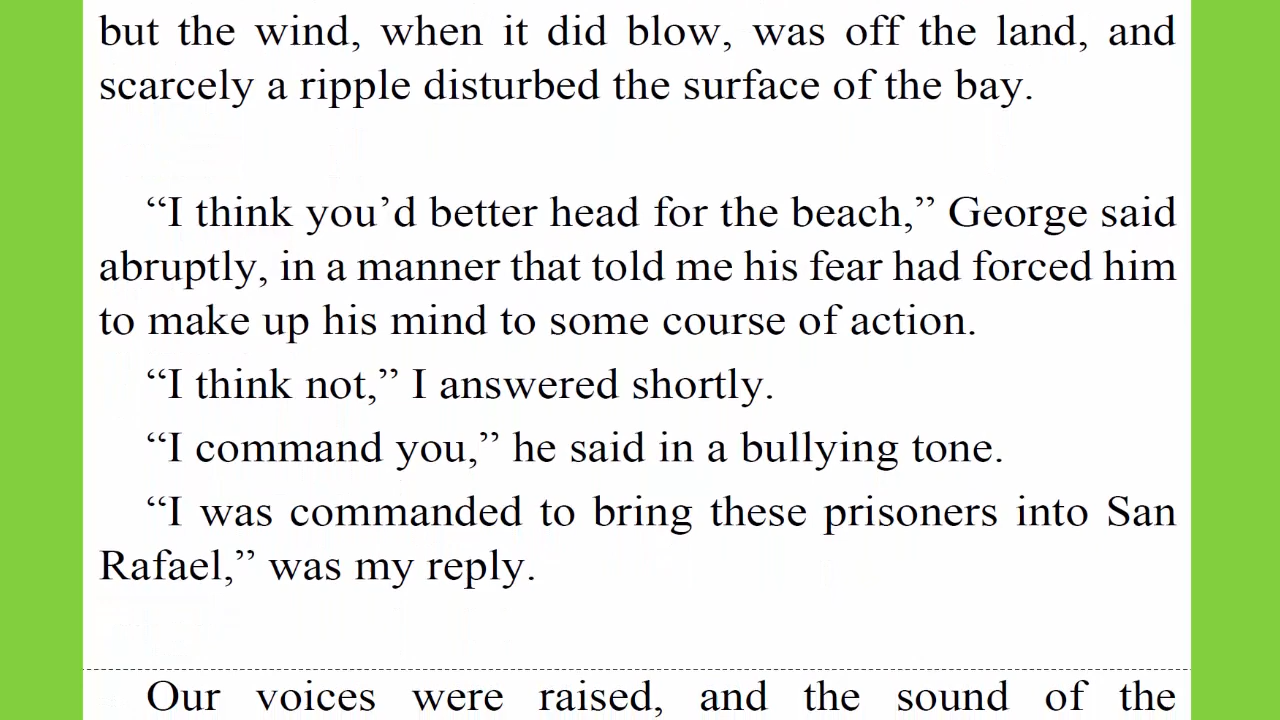 but the wind, when it did blow, was off the land, and
scarcely a ripple disturbed the surface of the bay.
“I think you’d better head for the beach,” George said
abruptly, in a manner that told me his fear had forced him
to make up his mind to some course of action.
“I think not,” I answered shortly.
“I command you,” he said in a bullying tone.
“I was commanded to bring these prisoners into San
Rafael,” was my reply.
Our voices were raised, and the sound of the